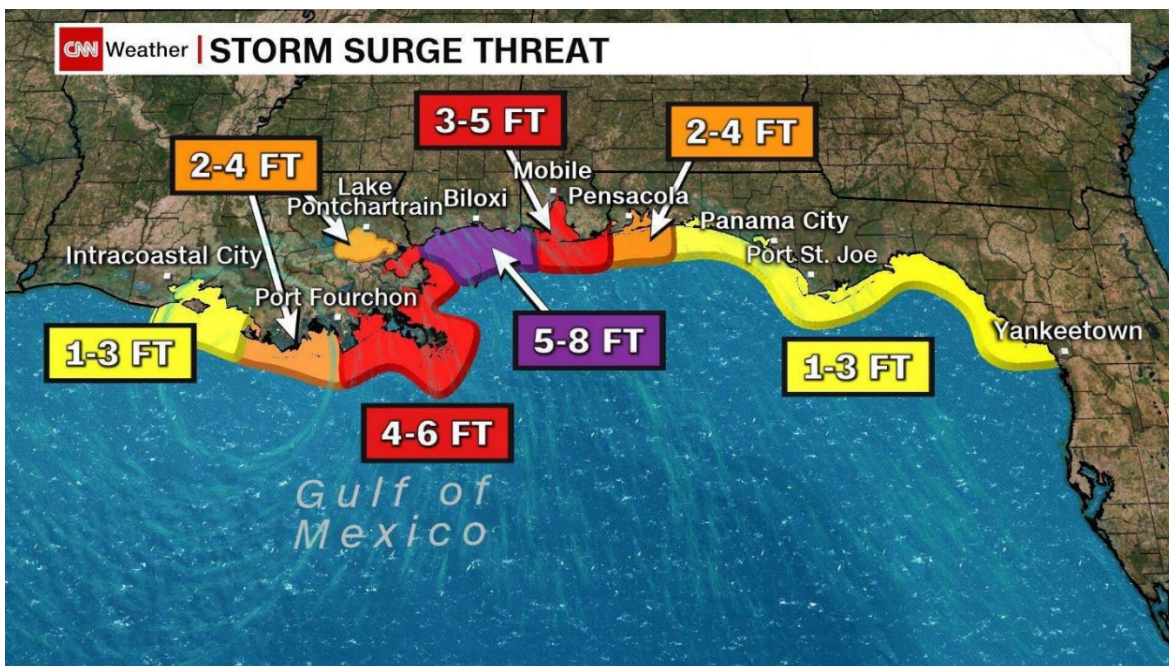 CNN Weather | STORM SURGE THREAT
3-5 FT
2-4 FT
2-4 FT
Mobile
Lake
Pontchartrain
Biloxi
Pensacola
Panama City
Intracoastal City
Port St. Joe
Port Fourchon
Yankeetown
1-3 FT
5-8 FT
1-3 FT
4-6 FT
Gulf of
Mexico